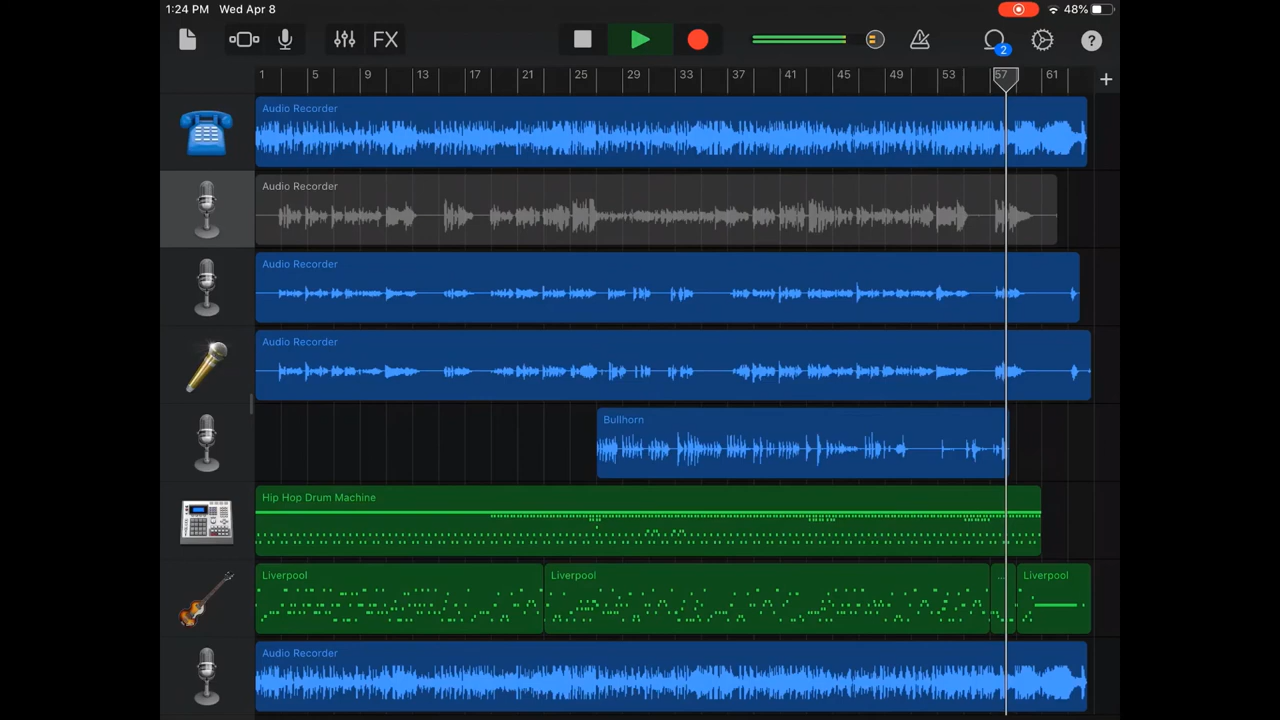 1:24 PM Wed Apr 8 48%
FX 2 ?
1 5 9 13 17 21 25 29 33 37 41 45 49 53 57 61 +
Audio Recorder
Audio Recorder
Audio Recorder
Audio Recorder
Bullhorn
Hip Hop Drum Machine
Liverpool Liverpool ... Liverpool
Audio Recorder